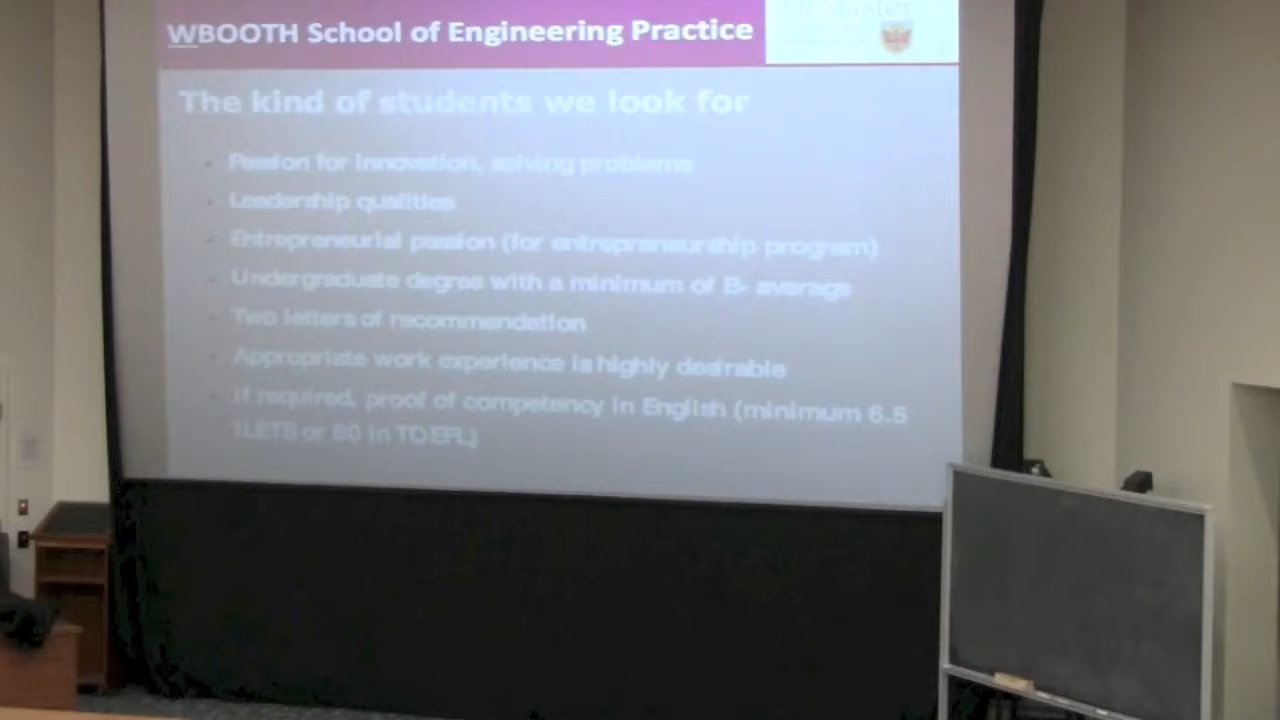 WBOOTH School of Engineering Practice
McMaster
The kind of students we look for
Passion for innovation, solving problems
Leadership qualities
Entrepreneurial passion (for entrepreneurship program)
Undergraduate degree with a minimum of B- average
Two letters of recommendation
Appropriate work experience is highly desirable
If required, proof of competency in English (minimum 6.5
ILETS or 80 in TOEFL)